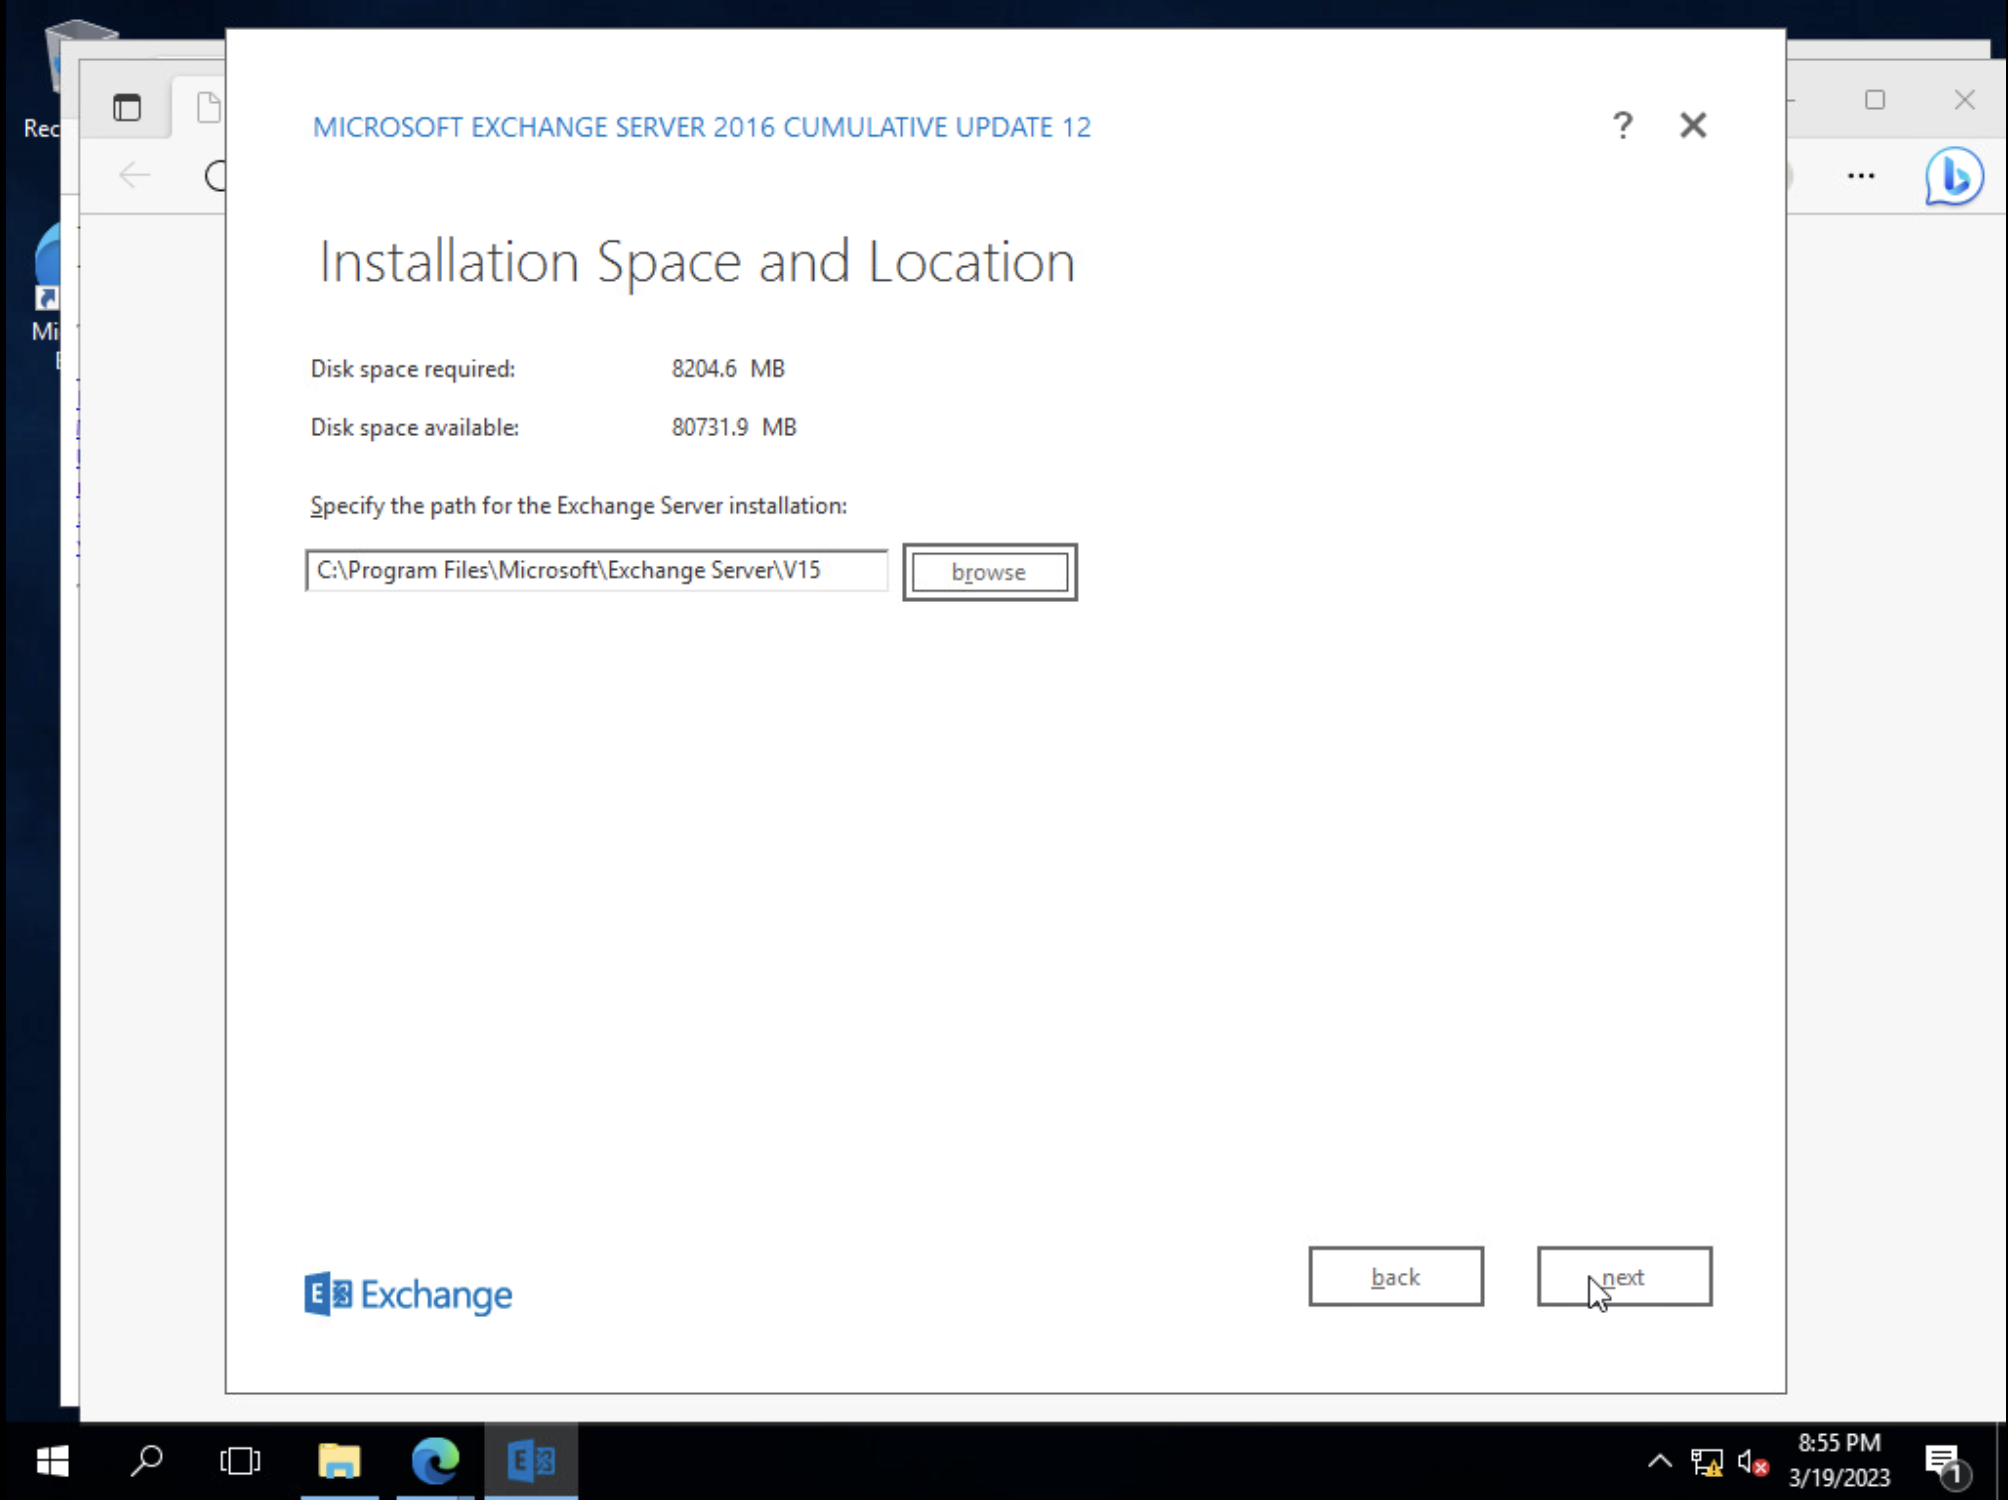 Rec
MICROSOFT EXCHANGE SERVER 2016 CUMULATIVE UPDATE 12
? ✕
Installation Space and Location
Mi
Disk space required: 8204.6 MB
Disk space available: 80731.9 MB
Specify the path for the Exchange Server installation:
C:\Program Files\Microsoft\Exchange Server\V15
browse
back
next
E Exchange
8:55 PM
3/19/2023
1